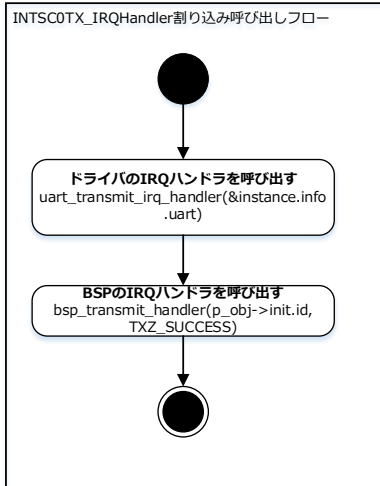 INTSC0TX_IRQHandler割り込み呼び出しフロー
ドライバのIRQハンドラを呼び出す
uart_transmit_irq_handler(&instance.info
.uart)
BSPのIRQハンドラを呼び出す
bsp_transmit_handler(p_obj->init.id,
TXZ_SUCCESS)